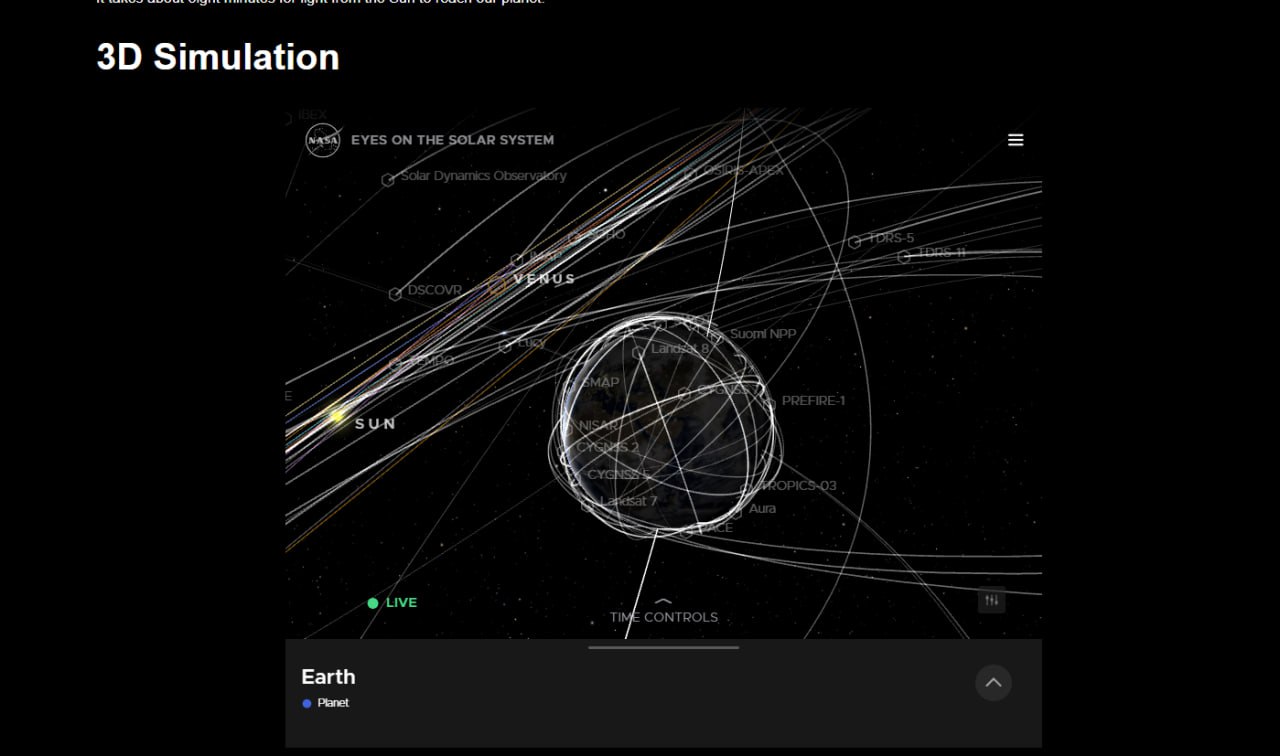 It takes about eight minutes for light from the Sun to reach our planet.
3D Simulation
IBEX
NASA
EYES ON THE SOLAR SYSTEM
Solar Dynamics Observatory
OSIRIS-APEX
SOHO
TDRS-5
TDRS-11
IMAP
VENUS
DSCOVR
Suomi NPP
Lucy
Landsat 8
TEMPO
SMAP
CYGNSS 7
E
PREFIRE-1
SUN
NISAR
CYGNSS 2
CYGNSS 5
TROPICS-03
Landsat 7
Aura
PACE
LIVE
TIME CONTROLS
Earth
Planet